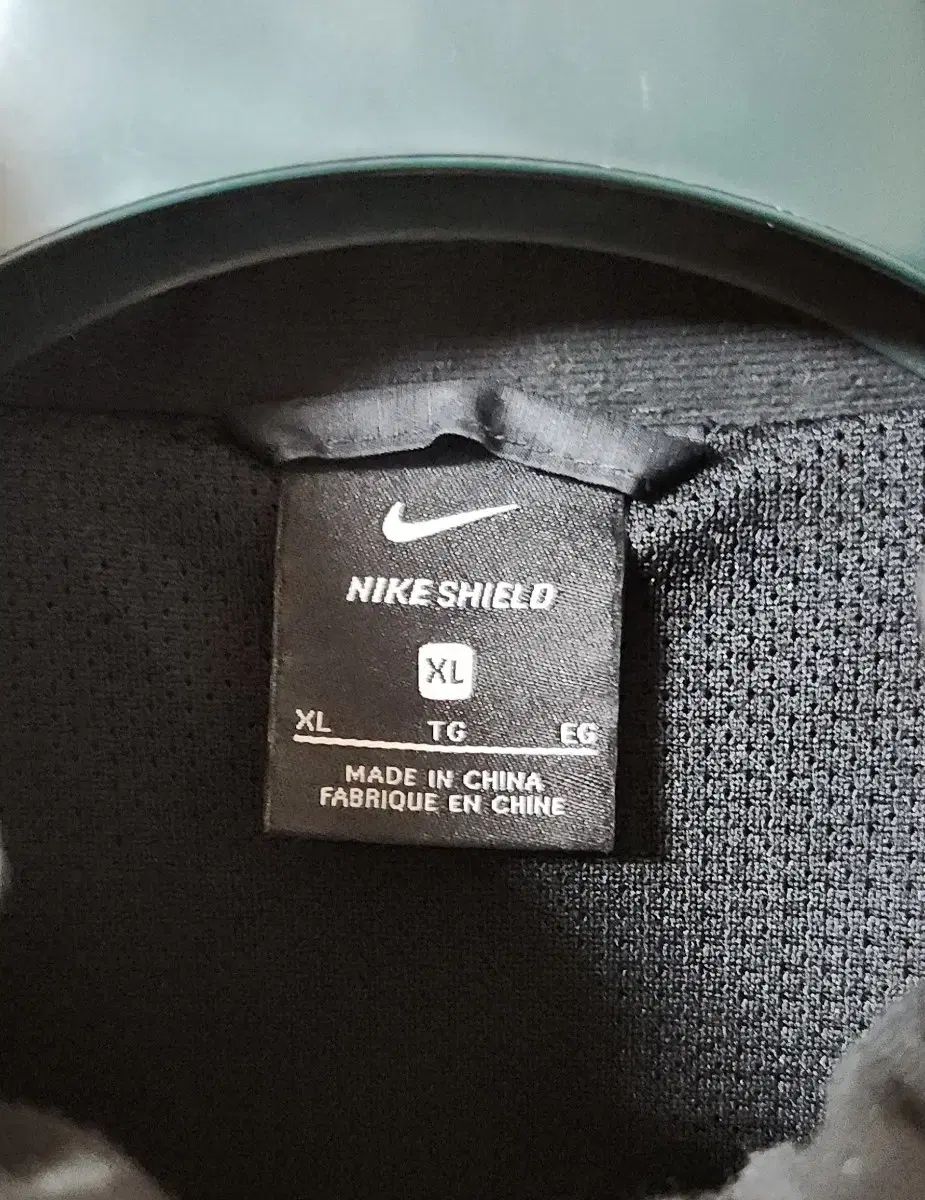 NIKE SHIELD
XL
XL TG EG
MADE IN CHINA
FABRIQUE EN CHINE